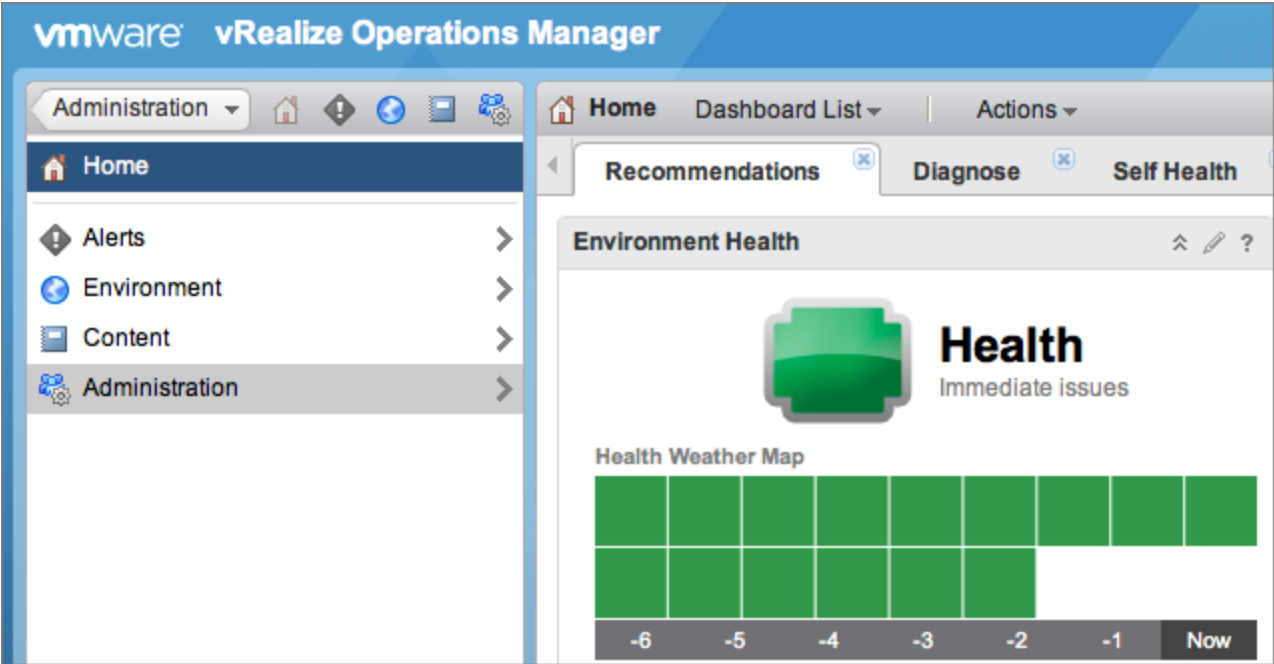 vmware vRealize Operations Manager
Administration
Home Dashboard List Actions
Home
Recommendations Diagnose Self Health
Alerts
Environment
Content
Administration
Environment Health ?
Health
Immediate issues
Health Weather Map
-6 -5 -4 -3 -2 -1 Now